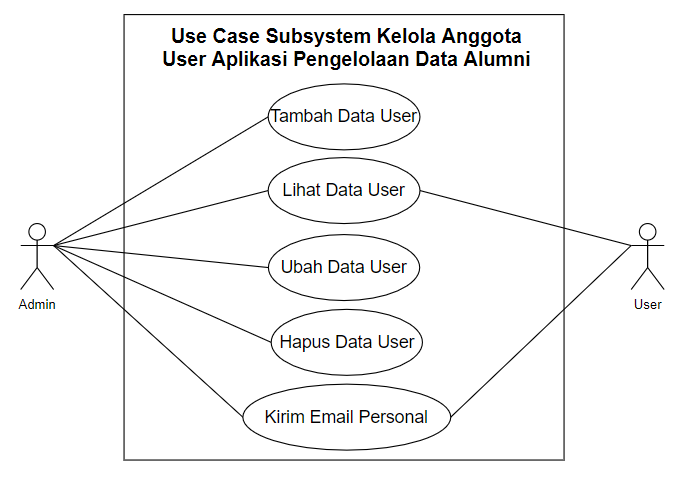 Use Case Subsystem Kelola Anggota
User Aplikasi Pengelolaan Data Alumni
Tambah Data User
Lihat Data User
Ubah Data User
Hapus Data User
Kirim Email Personal
Admin
User